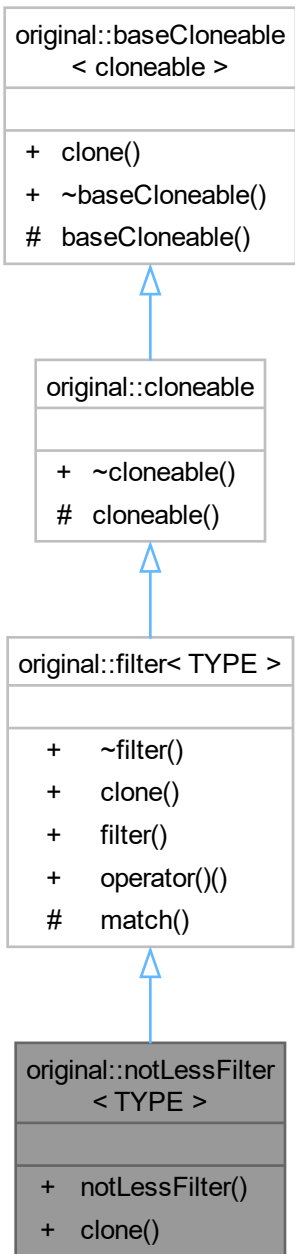 original::baseCloneable
< cloneable >
+ clone()
+ ~baseCloneable()
# baseCloneable()
original::cloneable
+ ~cloneable()
# cloneable()
original::filter< TYPE >
+ ~filter()
+ clone()
+ filter()
+ operator()()
# match()
original::notLessFilter
< TYPE >
+ notLessFilter()
+ clone()